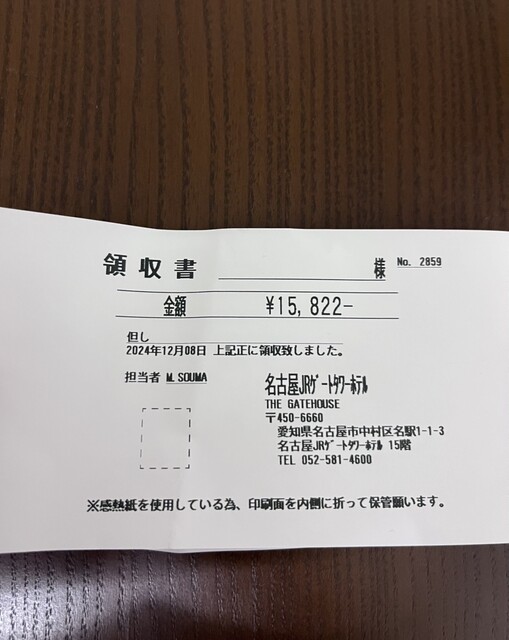 領収書 様 No. 2859
金額 ¥15,822-
但し
2024年12月08日 上記正に領収致しました。
担当者 M.SOUMA
名古屋JRｹﾞｰﾄﾀﾜｰﾎﾃﾙ
THE GATEHOUSE
〒450-6660
愛知県名古屋市中村区名駅1-1-3
名古屋JRｹﾞｰﾄﾀﾜｰﾎﾃﾙ 15階
TEL 052-581-4600
※感熱紙を使用している為、印刷面を内側に折って保管願います。